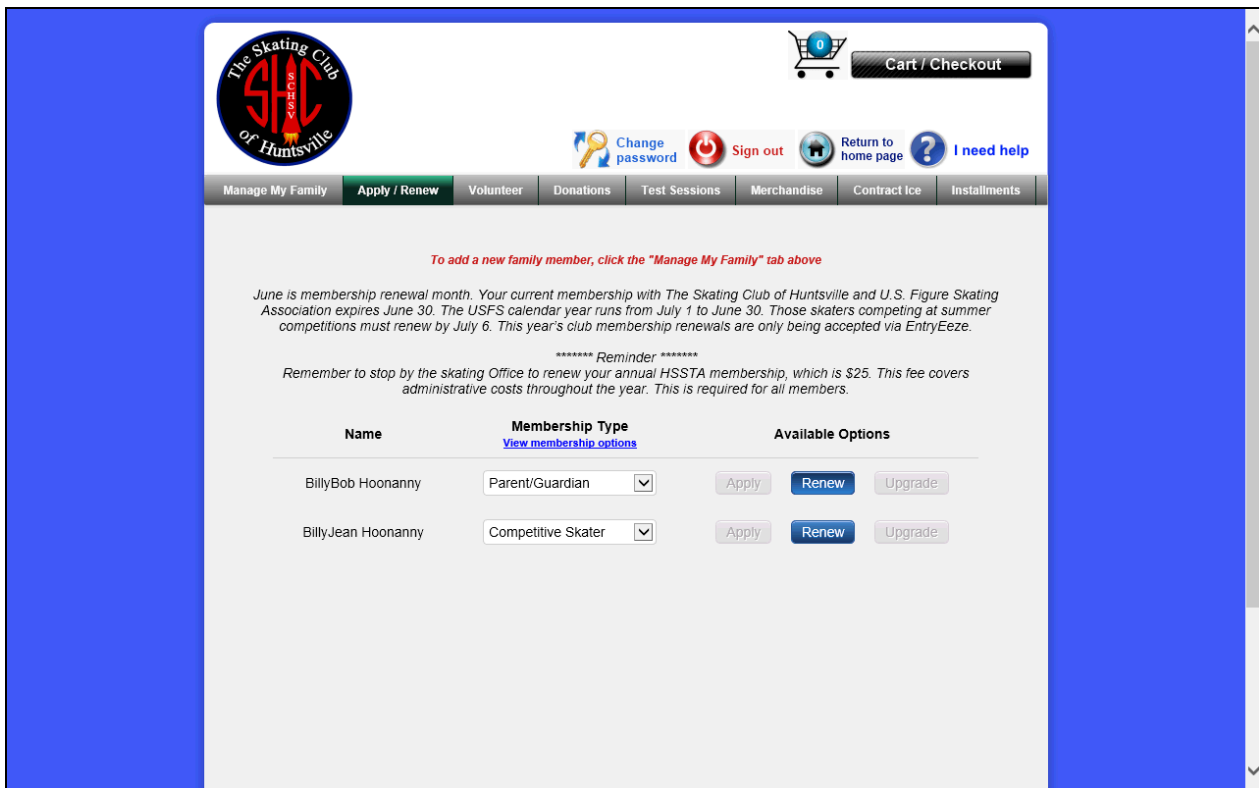 The Skating Club
SHC
SCHSV
of Huntsville
0
Cart / Checkout
Change
password
Sign out
Return to
home page
?
I need help
Manage My Family
Apply / Renew
Volunteer
Donations
Test Sessions
Merchandise
Contract Ice
Installments
To add a new family member, click the "Manage My Family" tab above
June is membership renewal month. Your current membership with The Skating Club of Huntsville and U.S. Figure Skating
Association expires June 30. The USFS calendar year runs from July 1 to June 30. Those skaters competing at summer
competitions must renew by July 6. This year's club membership renewals are only being accepted via EntryEeze.
******* Reminder *******
Remember to stop by the skating Office to renew your annual HSSTA membership, which is $25. This fee covers
administrative costs throughout the year. This is required for all members.
Name
Membership Type
View membership options
Available Options
BillyBob Hoonanny
Parent/Guardian
Apply
Renew
Upgrade
BillyJean Hoonanny
Competitive Skater
Apply
Renew
Upgrade